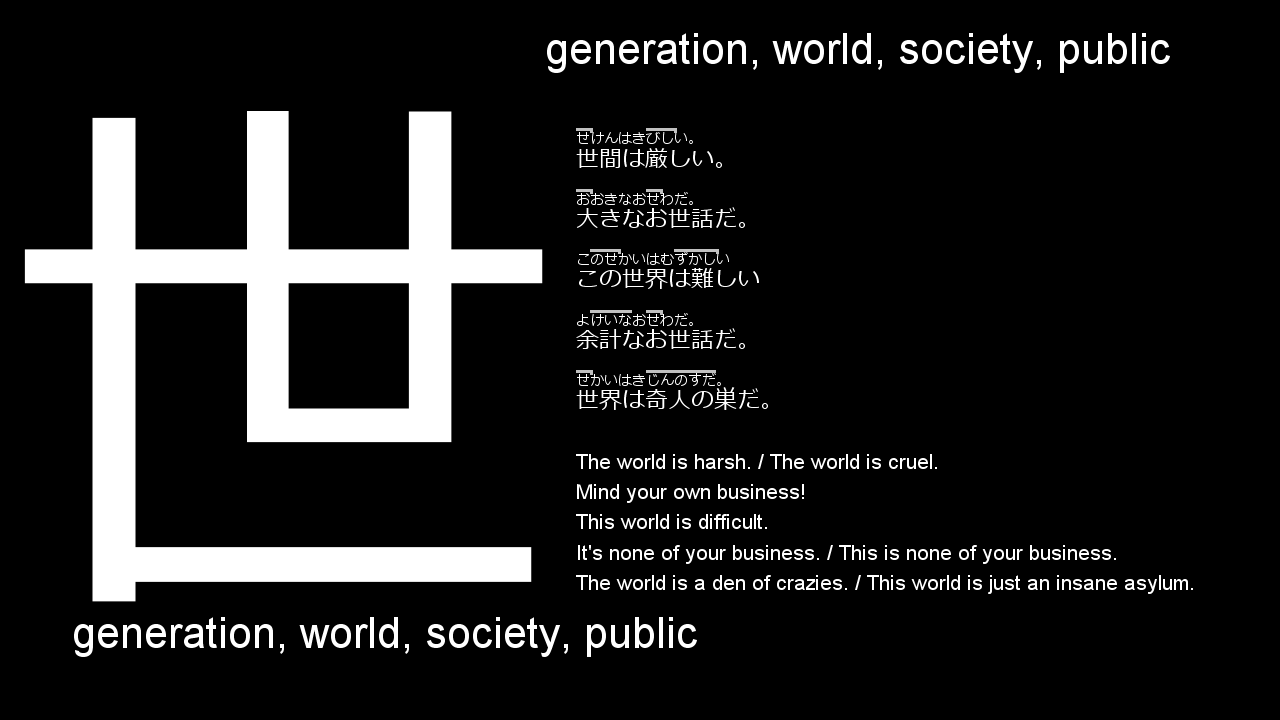 generation, world, society, public
世
せけんはきびしい。
世間は厳しい。
おおきなおせわだ。
大きなお世話だ。
このせかいはむずかしい
この世界は難しい
よけいなおせわだ。
余計なお世話だ。
せかいはきじんのすだ。
世界は奇人の巣だ。
The world is harsh. / The world is cruel.
Mind your own business!
This world is difficult.
It's none of your business. / This is none of your business.
The world is a den of crazies. / This world is just an insane asylum.
generation, world, society, public